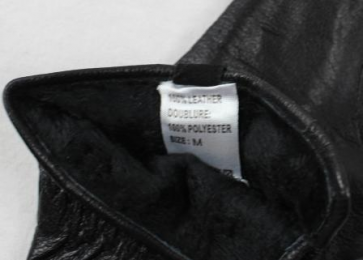 100% LEATHER
DOUBLURE:
100% POLYESTER
SIZE : M